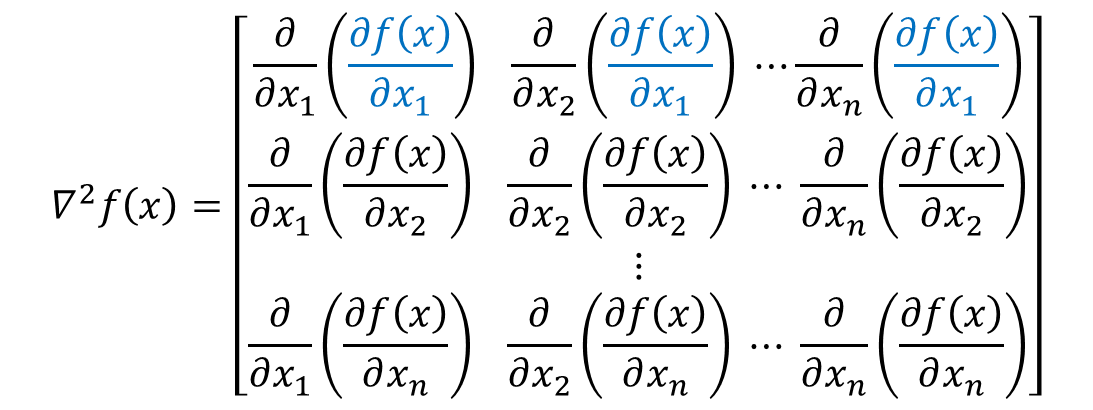 ∂/∂x₁ (∂f(x)/∂x₁) ∂/∂x₂ (∂f(x)/∂x₁) ⋯ ∂/∂xₙ (∂f(x)/∂x₁)
∇²f(x) = ∂/∂x₁ (∂f(x)/∂x₂) ∂/∂x₂ (∂f(x)/∂x₂) ⋯ ∂/∂xₙ (∂f(x)/∂x₂)
⋮
∂/∂x₁ (∂f(x)/∂xₙ) ∂/∂x₂ (∂f(x)/∂xₙ) ⋯ ∂/∂xₙ (∂f(x)/∂xₙ)